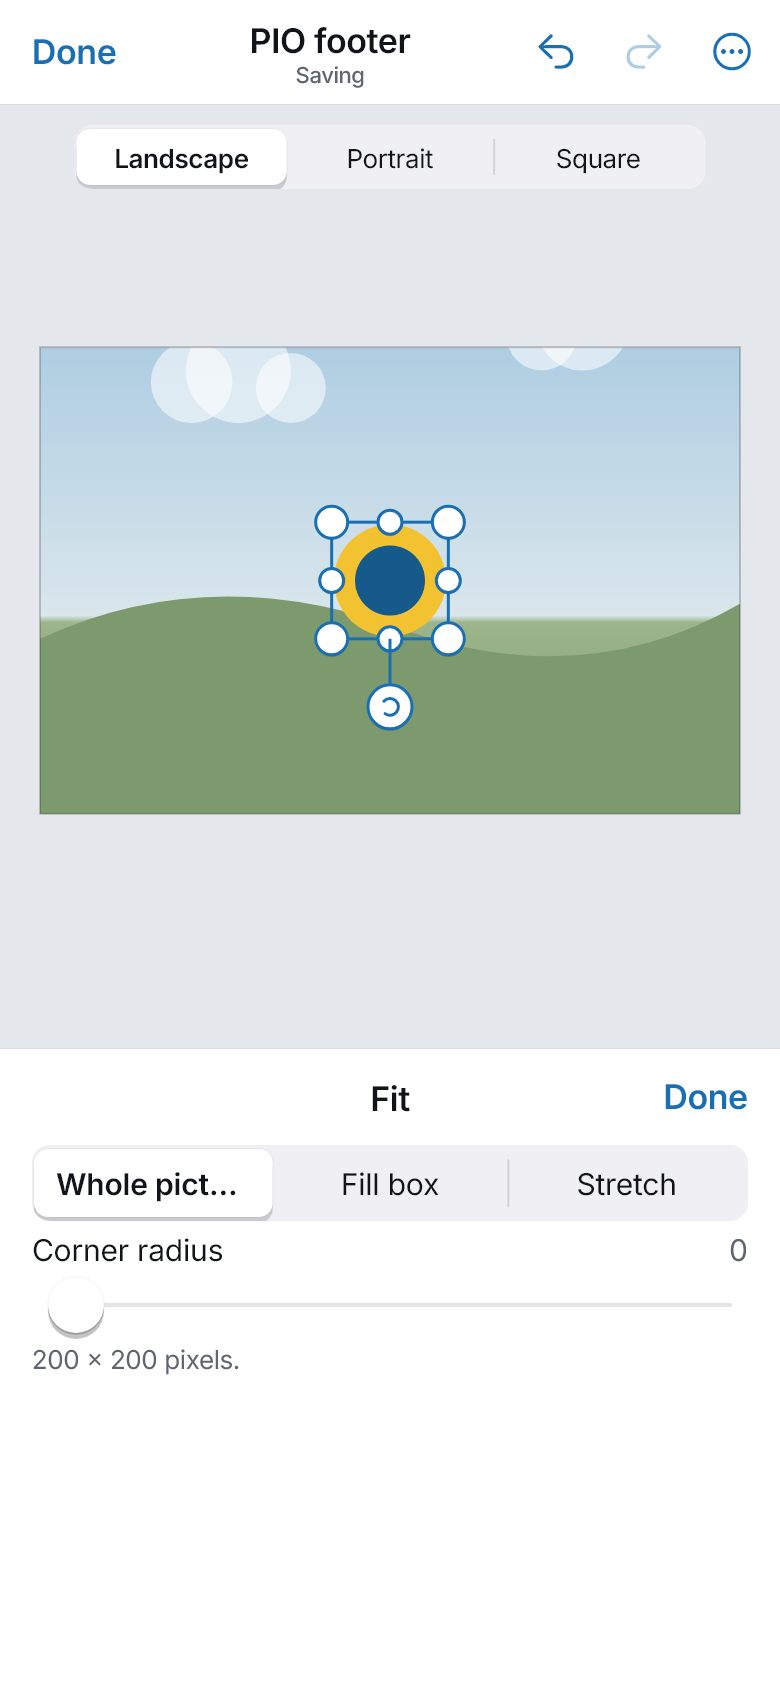 Done
PIO footer
Saving
Landscape
Portrait
Square
Fit
Done
Whole pict...
Fill box
Stretch
Corner radius
0
200 × 200 pixels.